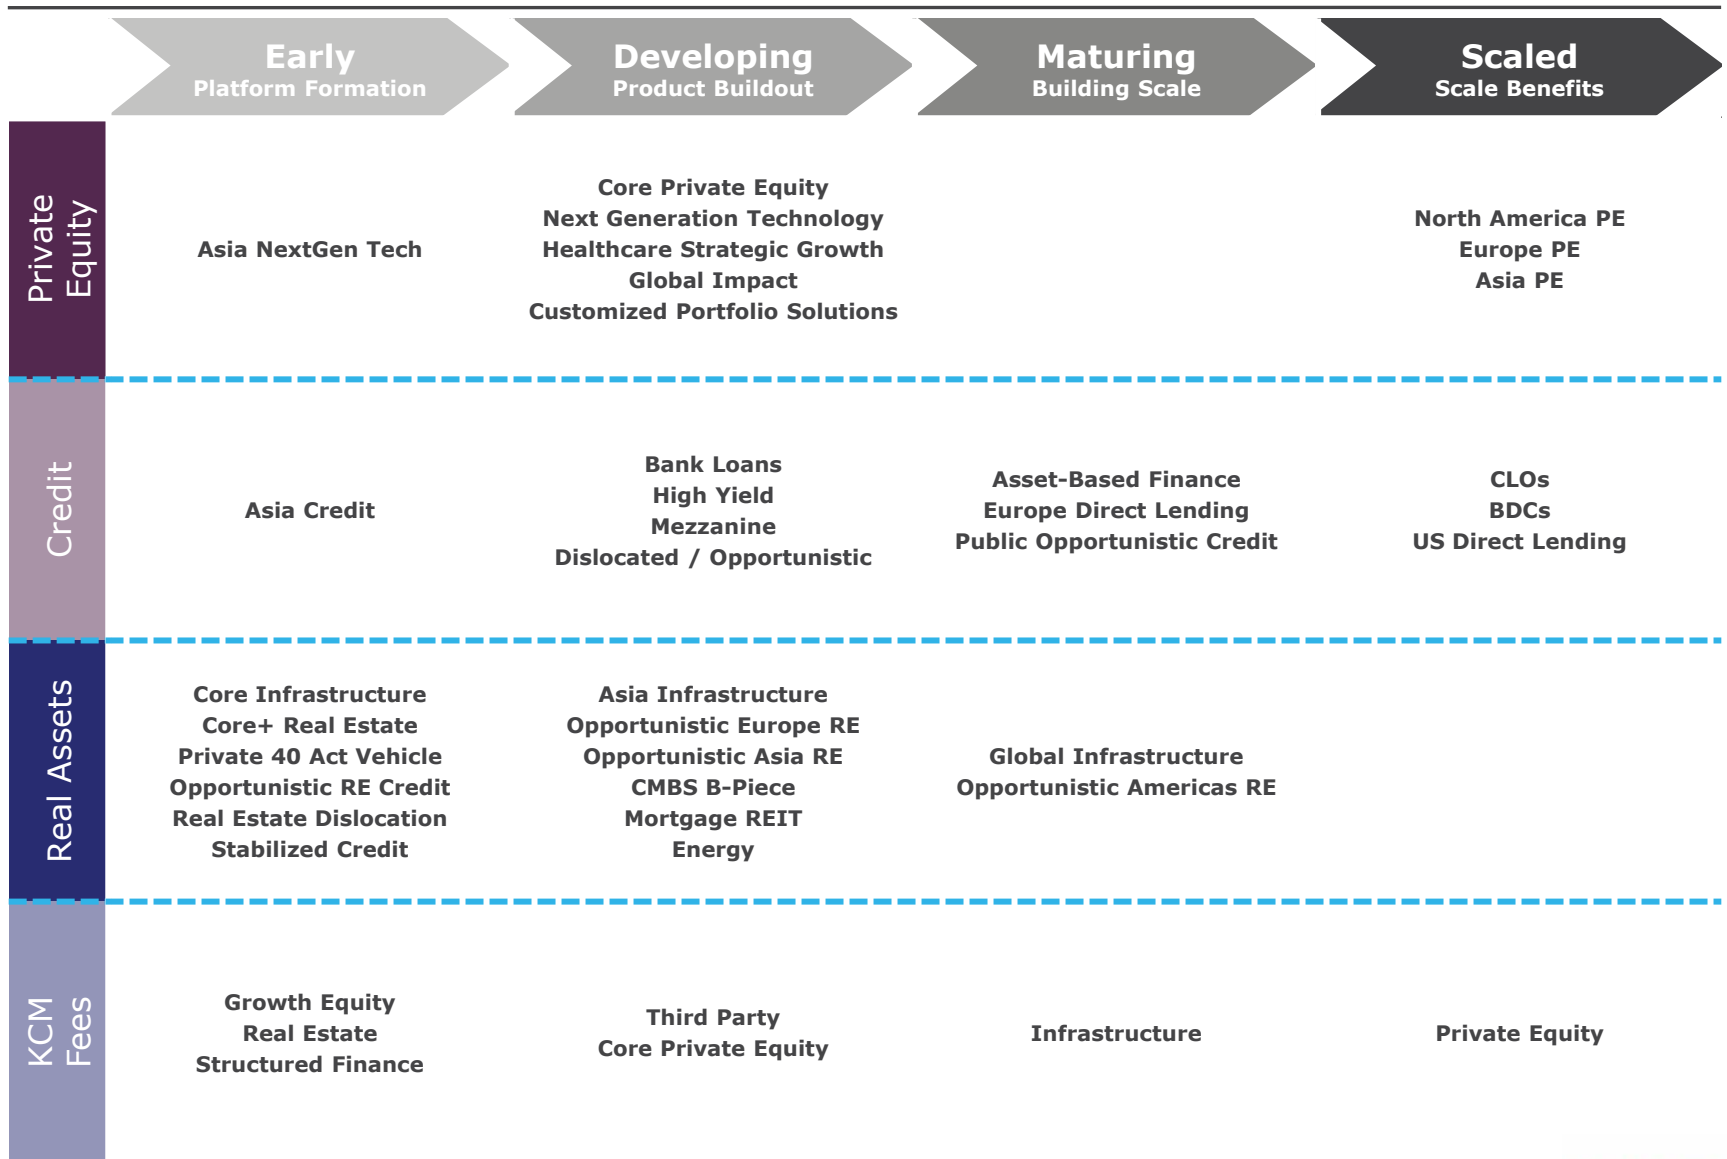 Early
Platform Formation
Developing
Product Buildout
Maturing
Building Scale
Scaled
Scale Benefits
Private
Equity
Asia NextGen Tech
Core Private Equity
Next Generation Technology
Healthcare Strategic Growth
Global Impact
Customized Portfolio Solutions
North America PE
Europe PE
Asia PE
Credit
Asia Credit
Bank Loans
High Yield
Mezzanine
Dislocated / Opportunistic
Asset-Based Finance
Europe Direct Lending
Public Opportunistic Credit
CLOs
BDCs
US Direct Lending
Real Assets
Core Infrastructure
Core+ Real Estate
Private 40 Act Vehicle
Opportunistic RE Credit
Real Estate Dislocation
Stabilized Credit
Asia Infrastructure
Opportunistic Europe RE
Opportunistic Asia RE
CMBS B-Piece
Mortgage REIT
Energy
Global Infrastructure
Opportunistic Americas RE
KCM
Fees
Growth Equity
Real Estate
Structured Finance
Third Party
Core Private Equity
Infrastructure
Private Equity